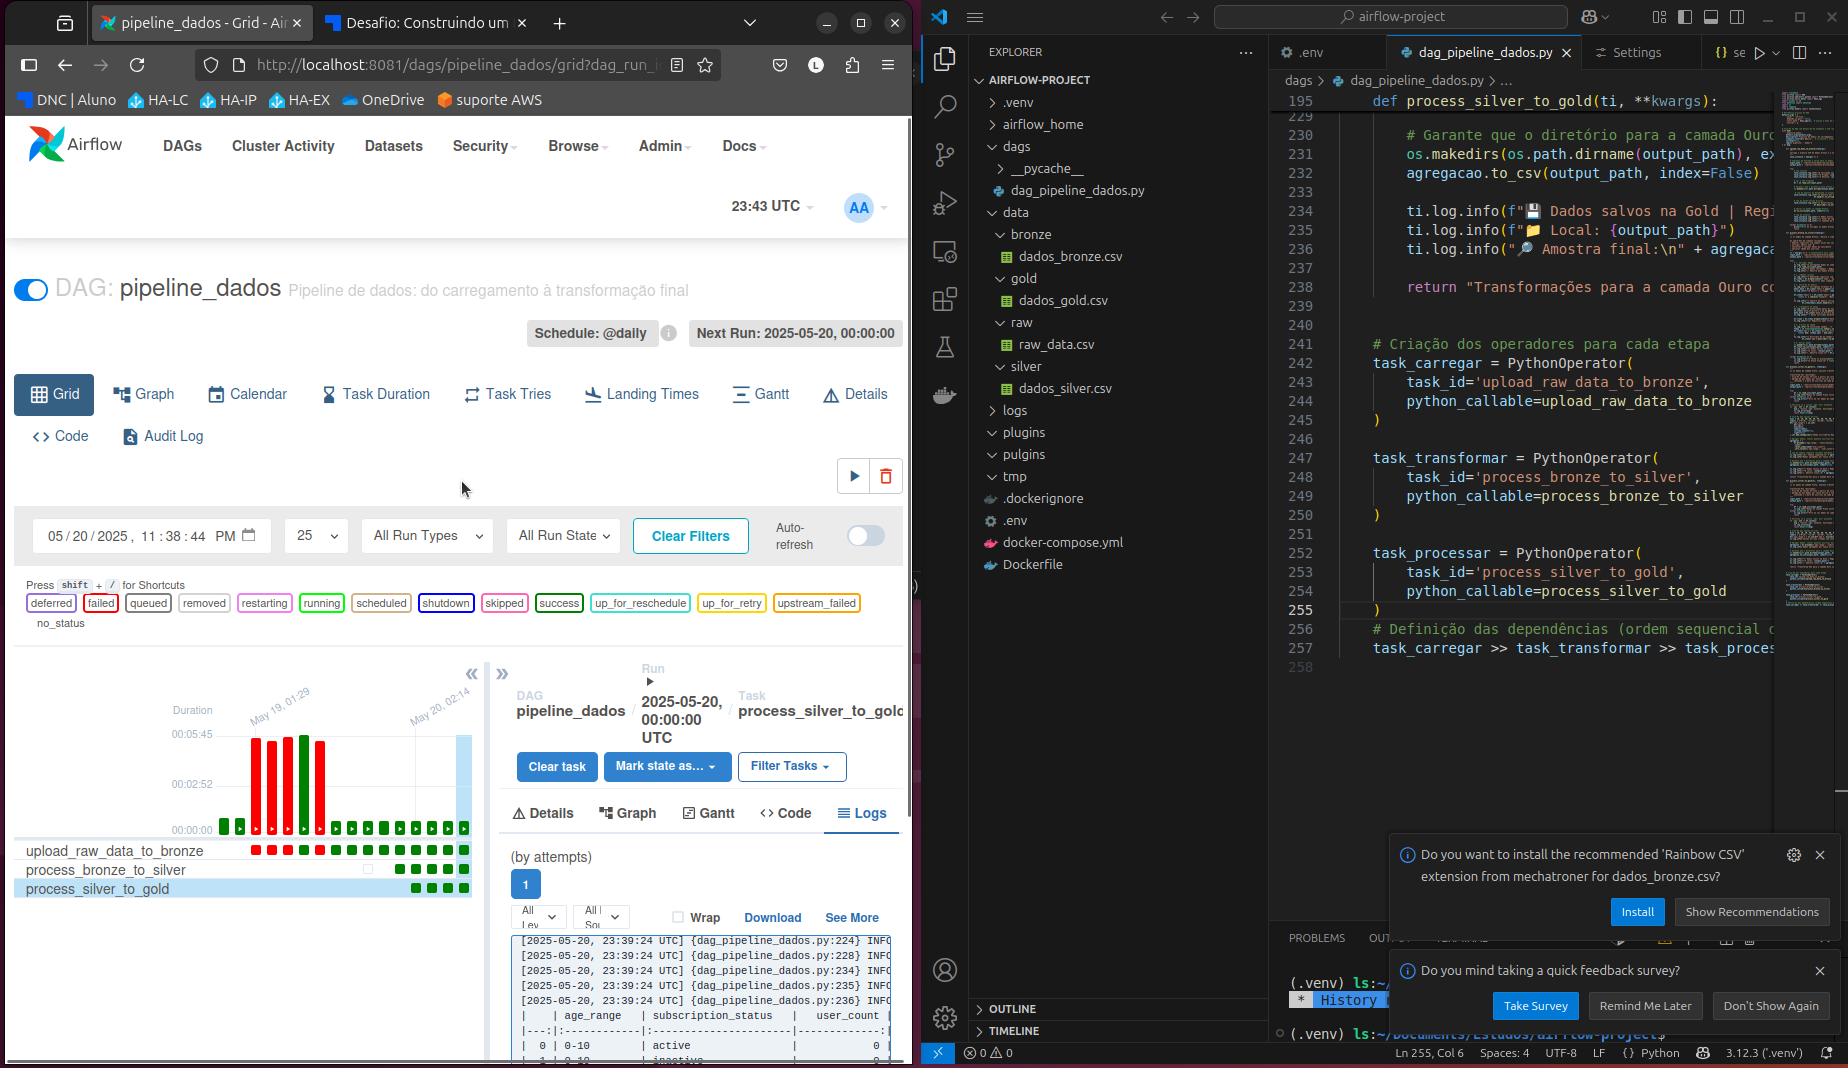 pipeline_dados - Grid - Air
Desafio: Construindo um
http://localhost:8081/dags/pipeline_dados/grid?dag_run_i
L
DNC | Aluno
HA-LC
HA-IP
HA-EX
OneDrive
suporte AWS
Airflow
DAGs
Cluster Activity
Datasets
Security
Browse
Admin
Docs
23:43 UTC
AA
DAG: pipeline_dados Pipeline de dados: do carregamento à transformação final
Schedule: @daily
Next Run: 2025-05-20, 00:00:00
Grid
Graph
Calendar
Task Duration
Task Tries
Landing Times
Gantt
Details
Code
Audit Log
05/20/2025, 11:38:44 PM
25
All Run Types
All Run State
Clear Filters
Auto-
refresh
Press shift + / for Shortcuts
deferred
failed
queued
removed
restarting
running
scheduled
shutdown
skipped
success
up_for_reschedule
up_for_retry
upstream_failed
no_status
Duration
May 19, 01:29
May 20, 02:14
00:05:45
00:02:52
00:00:00
upload_raw_data_to_bronze
process_bronze_to_silver
process_silver_to_gold
DAG
pipeline_dados
/
Run
2025-05-20,
00:00:00
UTC
/
Task
process_silver_to_gold
Clear task
Mark state as...
Filter Tasks
Details
Graph
Gantt
Code
Logs
(by attempts)
1
Wrap
Download
See More
[2025-05-20, 23:39:24 UTC] {dag_pipeline_dados.py:224} INFO
[2025-05-20, 23:39:24 UTC] {dag_pipeline_dados.py:228} INFO
[2025-05-20, 23:39:24 UTC] {dag_pipeline_dados.py:234} INFO
[2025-05-20, 23:39:24 UTC] {dag_pipeline_dados.py:235} INFO
[2025-05-20, 23:39:24 UTC] {dag_pipeline_dados.py:236} INFO
|    | age_range   | subscription_status   |   user_count |
|---:|:------------|:----------------------|-------------:|
|  0 | 0-10        | active                |            0 |
airflow-project
EXPLORER
AIRFLOW-PROJECT
.venv
airflow_home
dags
__pycache__
dag_pipeline_dados.py
data
bronze
dados_bronze.csv
gold
dados_gold.csv
raw
raw_data.csv
silver
dados_silver.csv
logs
plugins
pulgins
tmp
.dockerignore
.env
docker-compose.yml
Dockerfile
OUTLINE
TIMELINE
.env
dag_pipeline_dados.py
Settings
{} se
dags > dag_pipeline_dados.py > ...
195 def process_silver_to_gold(ti, **kwargs):
229
230 # Garante que o diretório para a camada Ouro
231 os.makedirs(os.path.dirname(output_path), ex
232 agregacao.to_csv(output_path, index=False)
233
234 ti.log.info(f"💾 Dados salvos na Gold | Regi
235 ti.log.info(f"📁 Local: {output_path}")
236 ti.log.info("🔎 Amostra final:\n" + agregaca
237
238 return "Transformações para a camada Ouro co
239
240
241 # Criação dos operadores para cada etapa
242 task_carregar = PythonOperator(
243 task_id='upload_raw_data_to_bronze',
244 python_callable=upload_raw_data_to_bronze
245 )
246
247 task_transformar = PythonOperator(
248 task_id='process_bronze_to_silver',
249 python_callable=process_bronze_to_silver
250 )
251
252 task_processar = PythonOperator(
253 task_id='process_silver_to_gold',
254 python_callable=process_silver_to_gold
255 )
256 # Definição das dependências (ordem sequencial d
257 task_carregar >> task_transformar >> task_proces
258
PROBLEMS
(.venv) ls:~/
* History
(.venv) ls:~/Documents/Estudos/airflow-project$
Do you want to install the recommended 'Rainbow CSV'
extension from mechatroner for dados_bronze.csv?
Install
Show Recommendations
Do you mind taking a quick feedback survey?
Take Survey
Remind Me Later
Don't Show Again
0 0
Ln 255, Col 6
Spaces: 4
UTF-8
LF
{} Python
3.12.3 ('.venv')